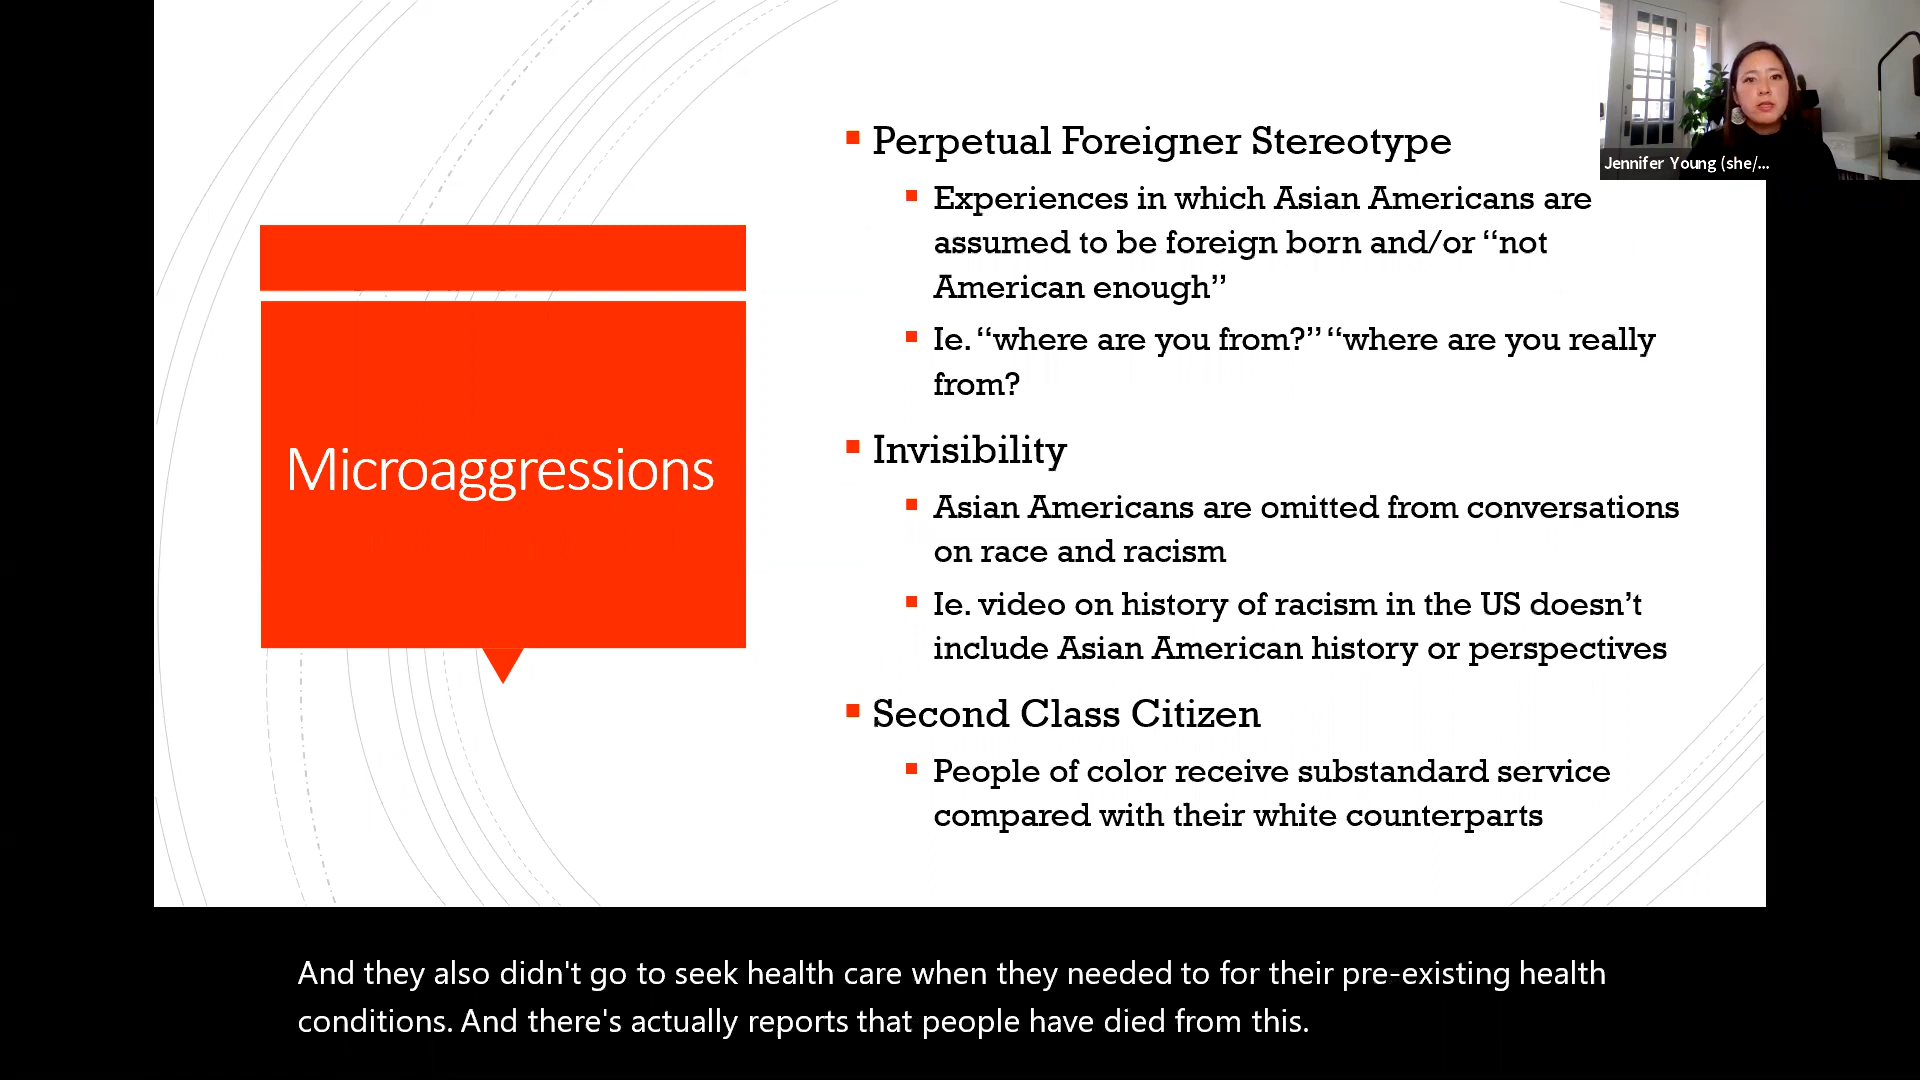 Microaggressions
Perpetual Foreigner Stereotype
Experiences in which Asian Americans are
assumed to be foreign born and/or “not
American enough”
Ie. “where are you from?” “where are you really
from?
Invisibility
Asian Americans are omitted from conversations
on race and racism
Ie. video on history of racism in the US doesn’t
include Asian American history or perspectives
Second Class Citizen
People of color receive substandard service
compared with their white counterparts
Jennifer Young (she/...
And they also didn't go to seek health care when they needed to for their pre-existing health
conditions. And there's actually reports that people have died from this.